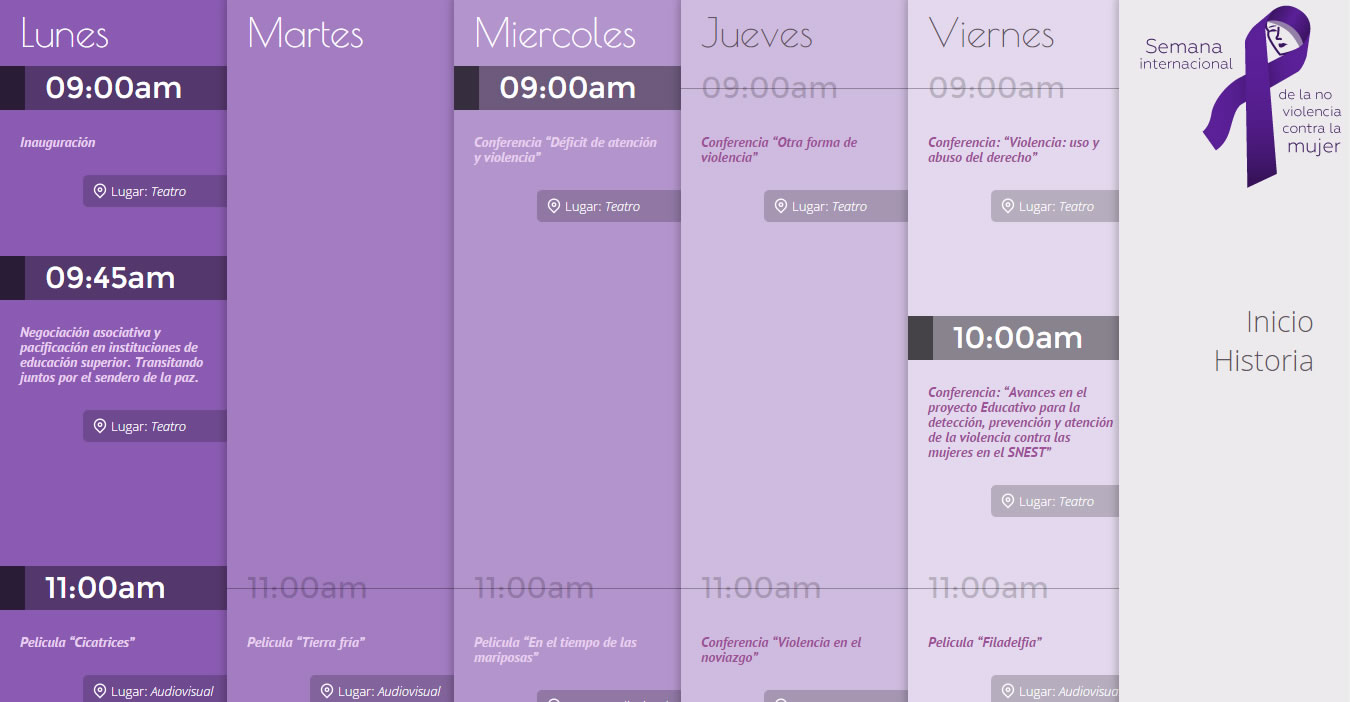 Lunes
09:00am
Inauguración
Lugar: Teatro
09:45am
Negociación asociativa y
pacificación en instituciones de
educación superior. Transitando
juntos por el sendero de la paz.
Lugar: Teatro
11:00am
Pelicula “Cicatrices”
Lugar: Audiovisual
Martes
11:00am
Pelicula “Tierra fría”
Lugar: Audiovisual
Miercoles
09:00am
Conferencia “Déficit de atención
y violencia”
Lugar: Teatro
11:00am
Pelicula “En el tiempo de las
mariposas”
Jueves
09:00am
Conferencia “Otra forma de
violencia”
Lugar: Teatro
11:00am
Conferencia “Violencia en el
noviazgo”
Viernes
09:00am
Conferencia: “Violencia: uso y
abuso del derecho”
Lugar: Teatro
10:00am
Conferencia: “Avances en el
proyecto Educativo para la
detección, prevención y atención
de la violencia contra las
mujeres en el SNEST”
Lugar: Teatro
11:00am
Pelicula “Filadelfia”
Lugar: Audiovisua
Semana
internacional
de la no
violencia
contra la
mujer
Inicio
Historia